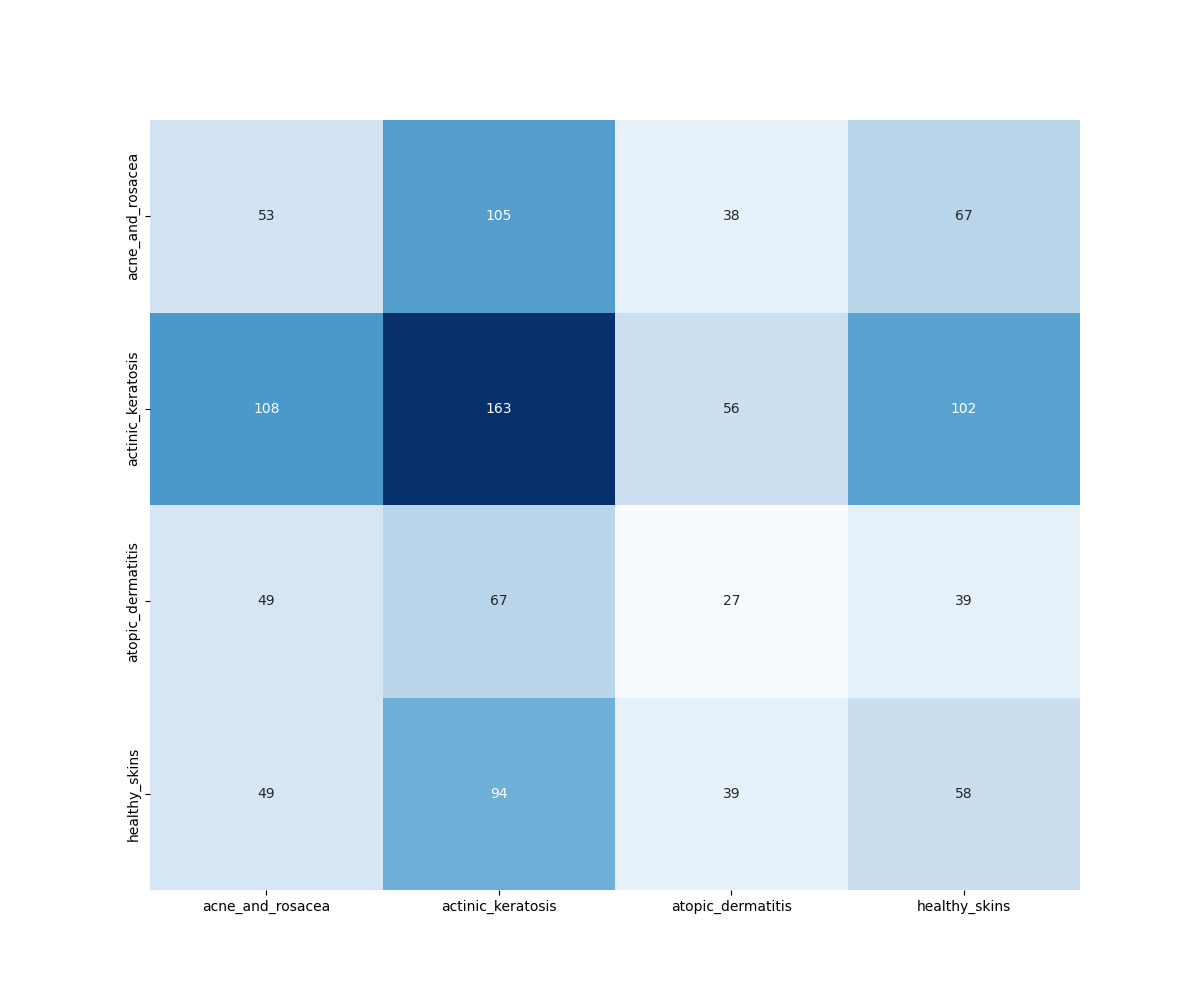 acne_and_rosacea
53 105 38 67
actinic_keratosis
108 163 56 102
atopic_dermatitis
49 67 27 39
healthy_skins
49 94 39 58
acne_and_rosacea actinic_keratosis atopic_dermatitis healthy_skins